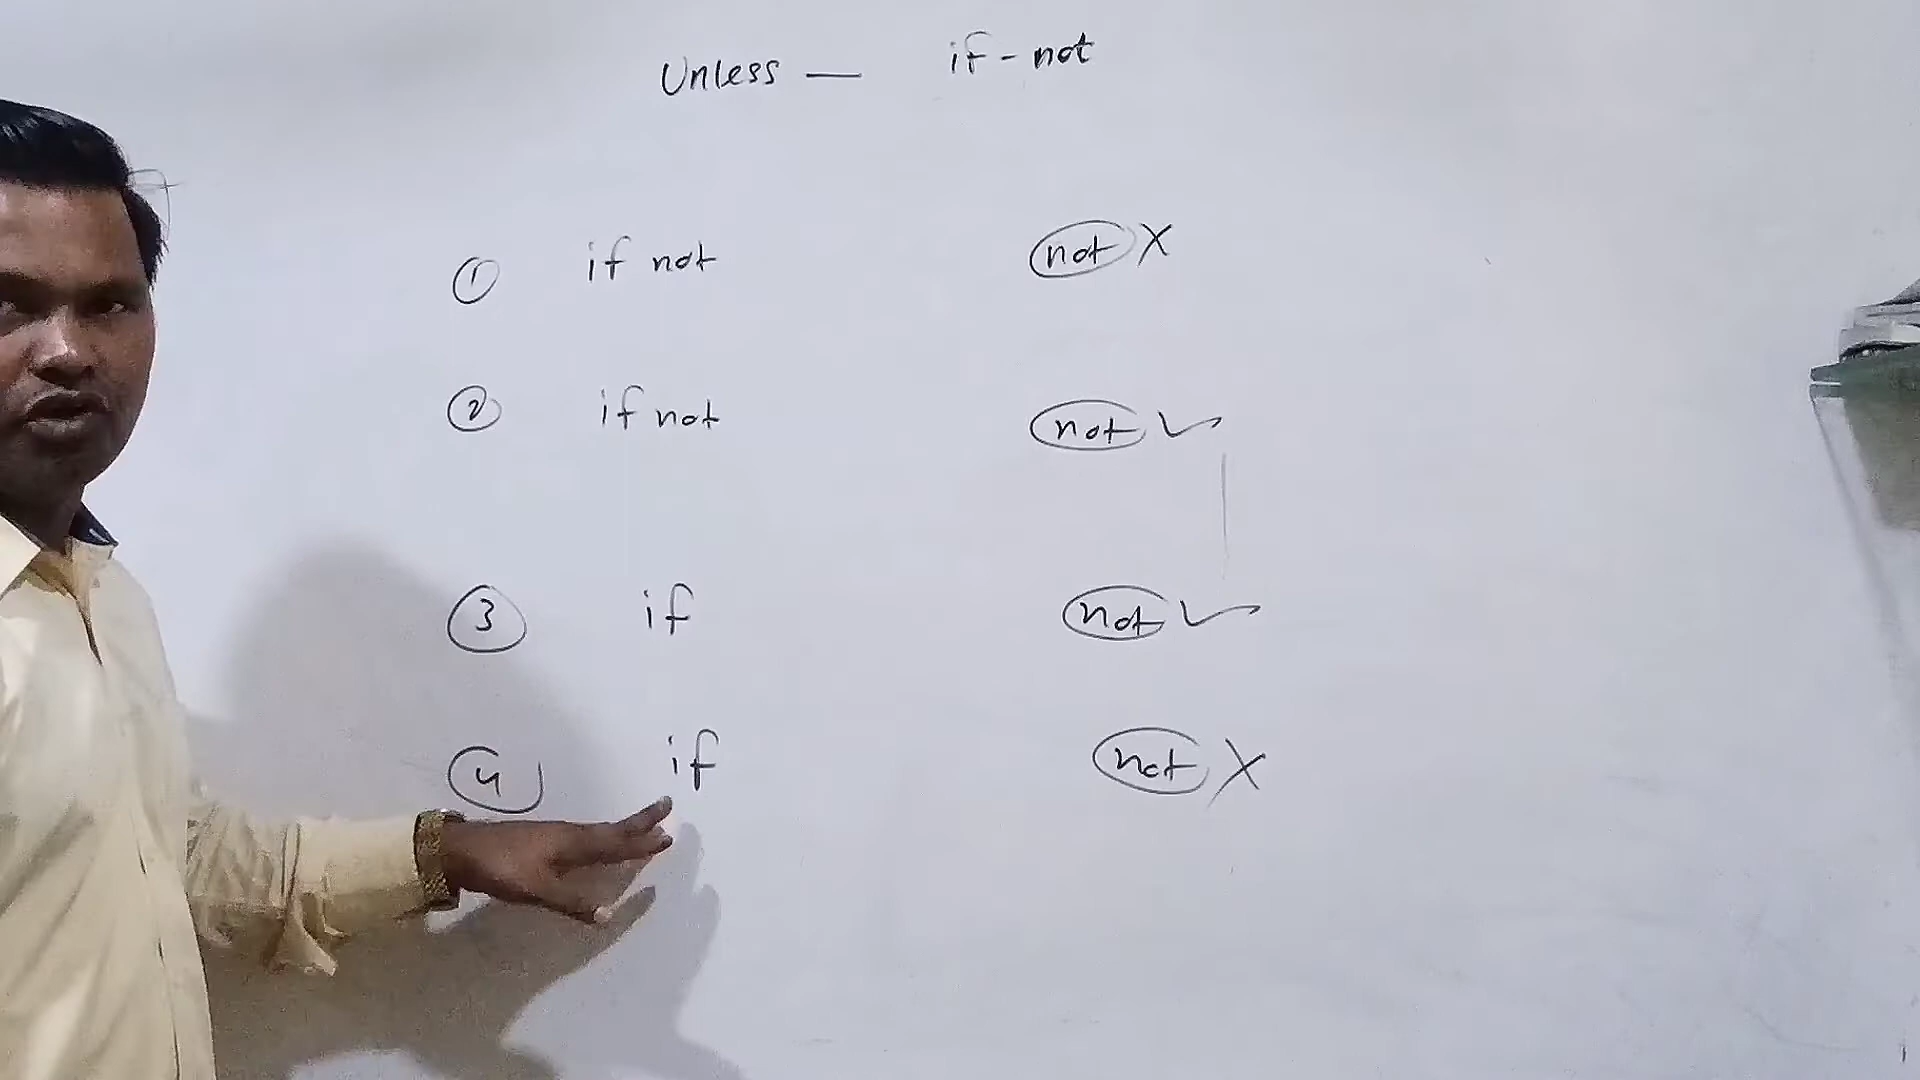 Unless — if - not
① if not not X
② if not not ✓
③ if not ✓
④ if not X